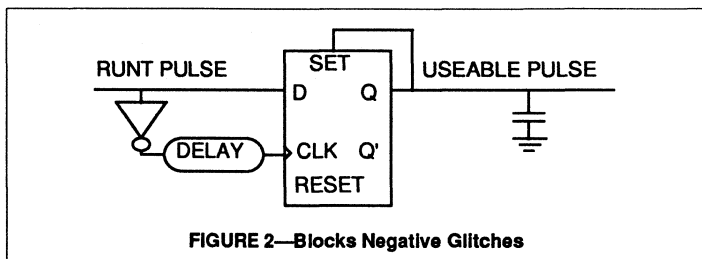 RUNT PULSE
SET
USEABLE PULSE
D
Q
DELAY
CLK
Q'
RESET
FIGURE 2—Blocks Negative Glitches